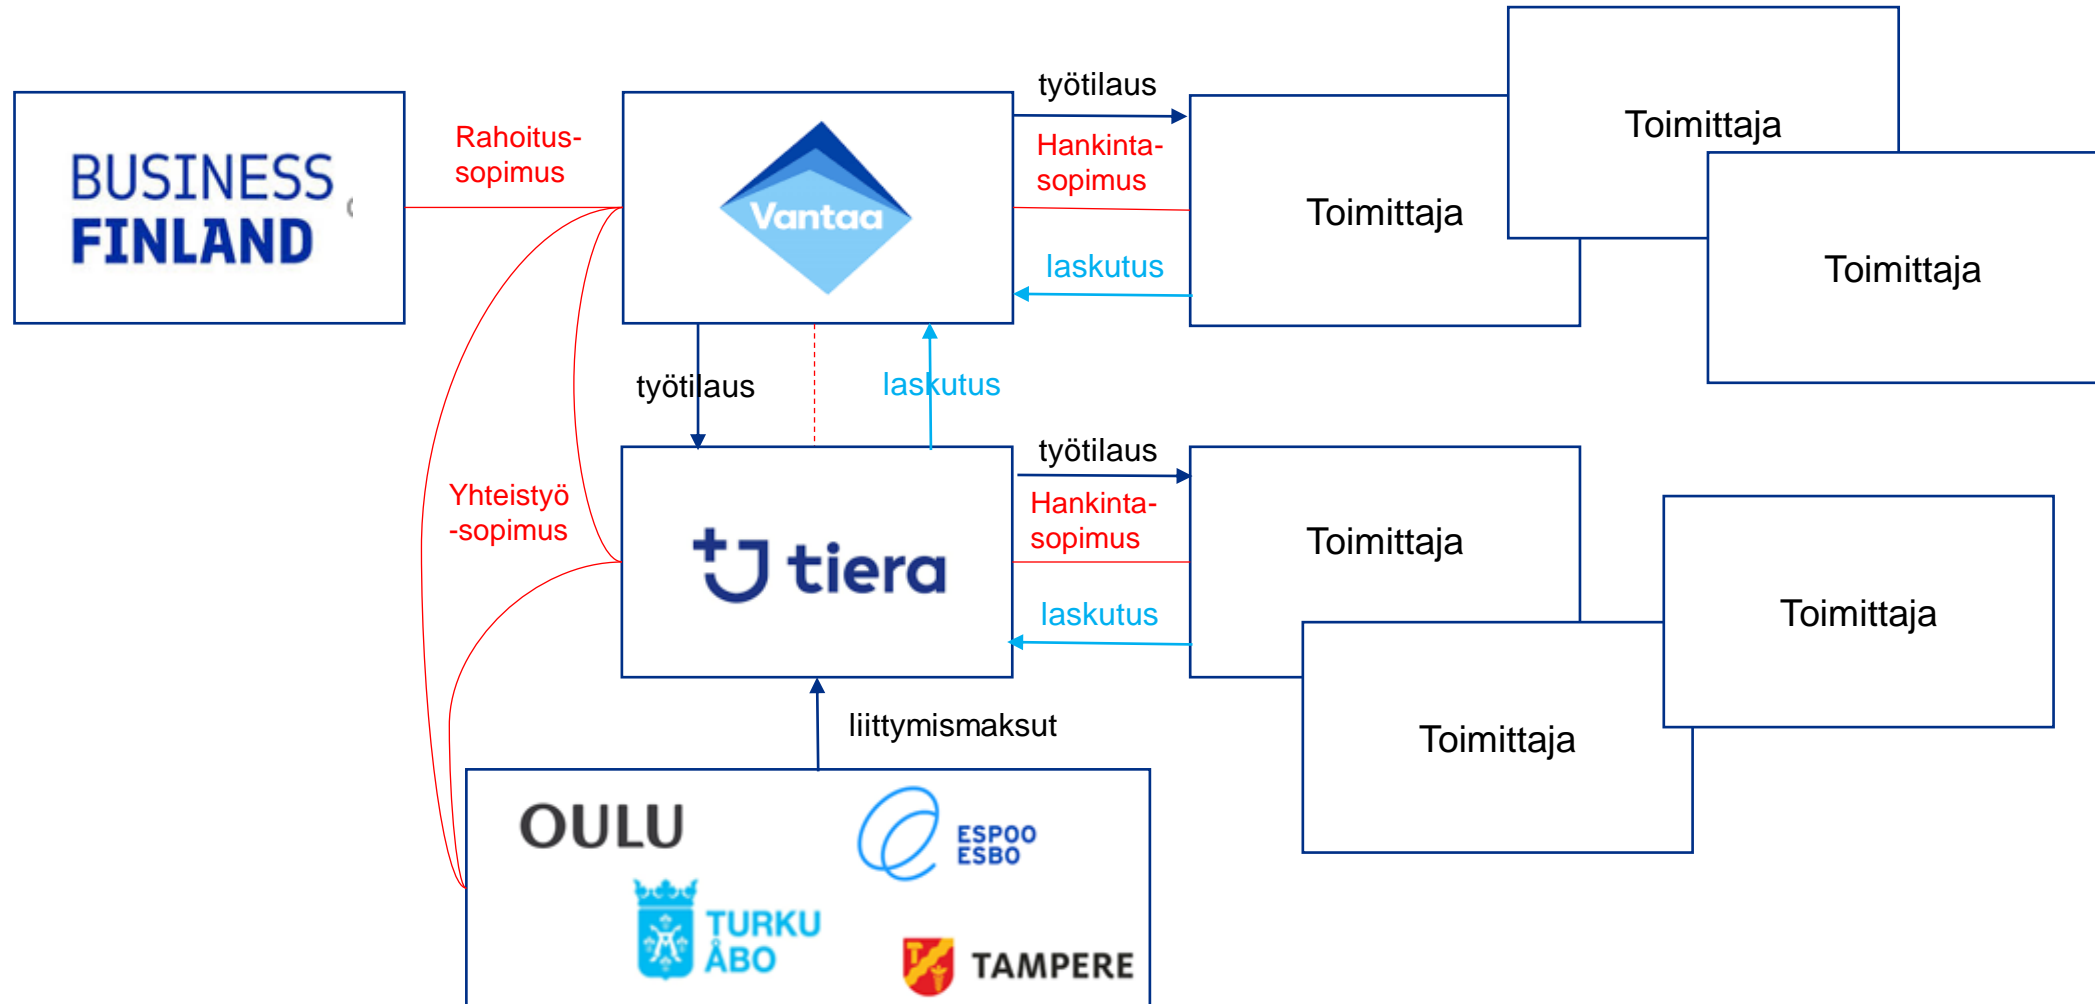 BUSINESS
FINLAND
Rahoitus-
sopimus
Vantaa
työtilaus
Hankinta-
sopimus
laskutus
Toimittaja
Toimittaja
Toimittaja
työtilaus
laskutus
Yhteistyö
-sopimus
tiera
työtilaus
Hankinta-
sopimus
laskutus
Toimittaja
Toimittaja
Toimittaja
liittymismaksut
OULU
ESPOO
ESBO
TURKU
ÅBO
TAMPERE